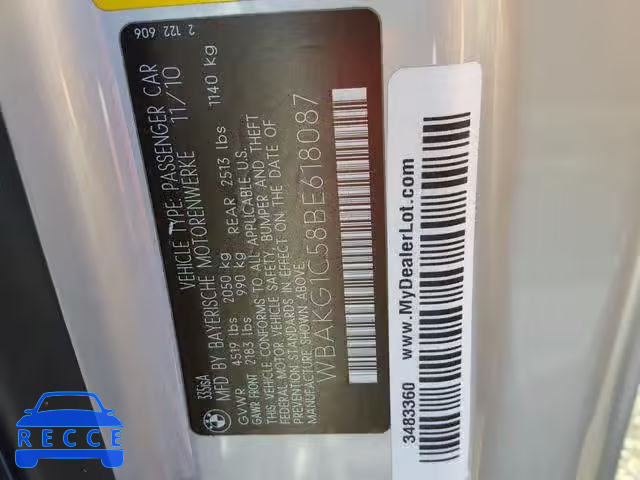 335iGA
2 122 606
MFD BY BAYERISCHE MOTORENWERKE
VEHICLE TYPE: PASSENGER CAR
11/10
GVWR 4519 lbs 2050 kg
GAWR FRONT 2183 lbs 990 kg REAR 2513 lbs 1140 kg
THIS VEHICLE CONFORMS TO ALL APPLICABLE U.S.
FEDERAL MOTOR VEHICLE SAFETY, BUMPER AND THEFT
PREVENTION STANDARDS IN EFFECT ON THE DATE OF
MANUFACTURE SHOWN ABOVE.
WBAKG1C58BE618087
3483360 www.MyDealerLot.com
RECCE